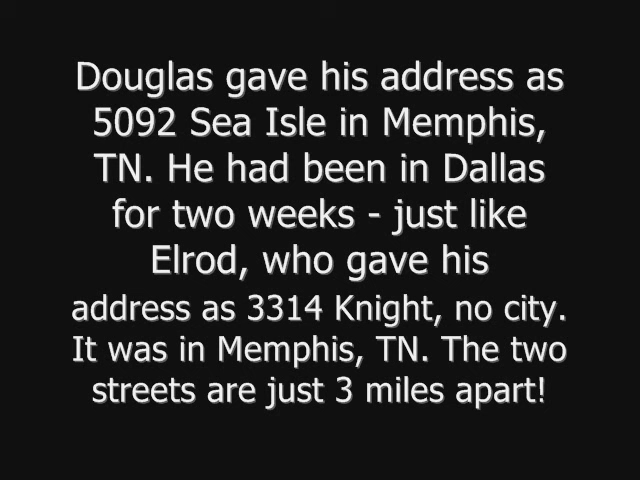 Douglas gave his address as
5092 Sea Isle in Memphis,
TN. He had been in Dallas
for two weeks - just like
Elrod, who gave his
address as 3314 Knight, no city.
It was in Memphis, TN. The two
streets are just 3 miles apart!